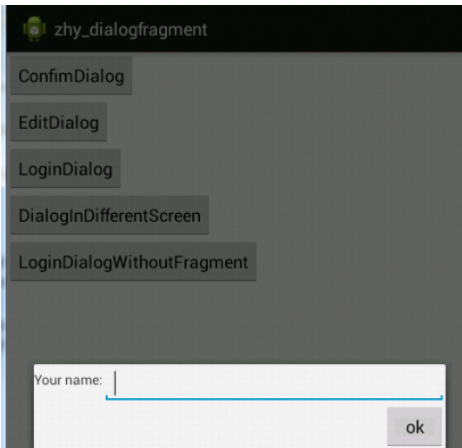 zhy_dialogfragment
ConfimDialog
EditDialog
LoginDialog
DialogInDifferentScreen
LoginDialogWithoutFragment
Your name:
ok